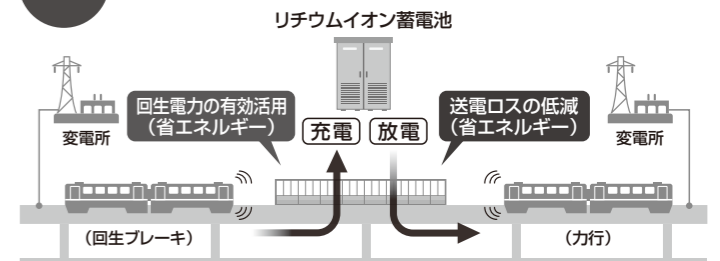 リチウムイオン蓄電池
回生電力の有効活用
（省エネルギー）
送電ロスの低減
（省エネルギー）
充電
放電
変電所
変電所
（回生ブレーキ）
（力行）